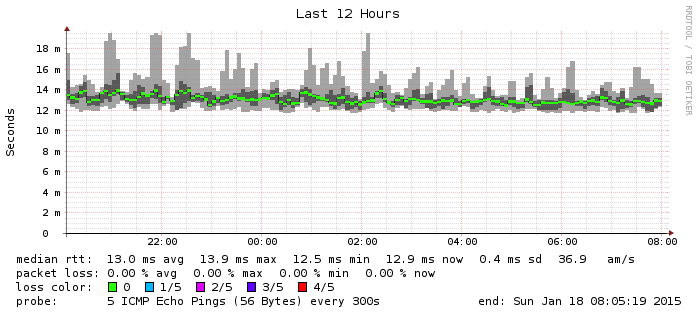 Last 12 Hours
RRDTOOL / TOBI OETIKER
Seconds
18 m
16 m
14 m
12 m
10 m
8 m
6 m
4 m
2 m
0
22:00 00:00 02:00 04:00 06:00 08:00
median rtt: 13.0 ms avg 13.9 ms max 12.5 ms min 12.9 ms now 0.4 ms sd 36.9 am/s
packet loss: 0.00 % avg 0.00 % max 0.00 % min 0.00 % now
loss color: 0 1/5 2/5 3/5 4/5
probe: 5 ICMP Echo Pings (56 Bytes) every 300s end: Sun Jan 18 08:05:19 2015